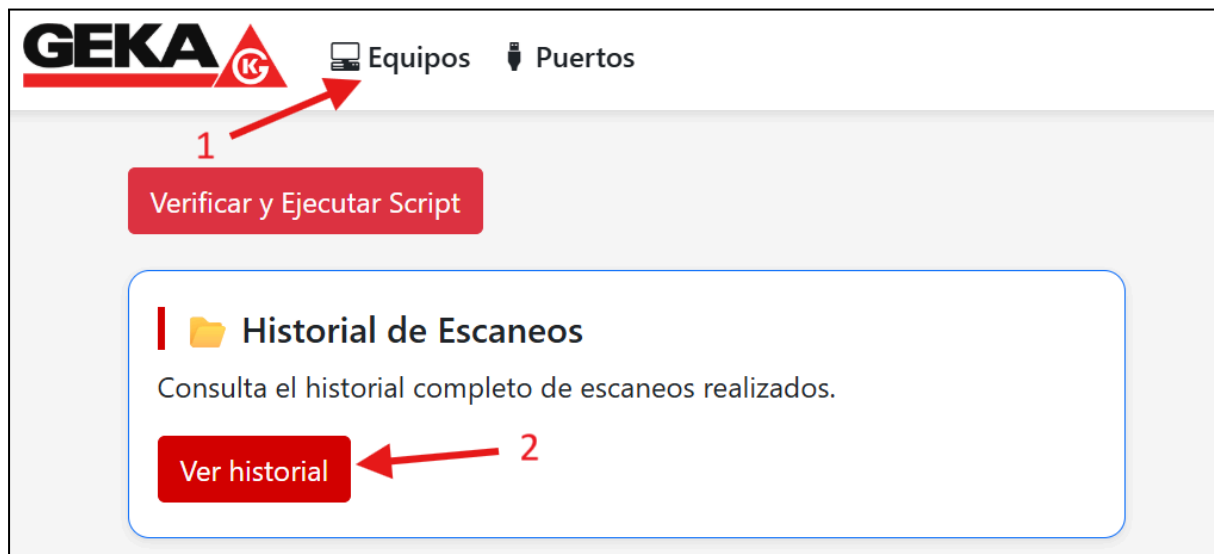 GEKA GK Equipos Puertos
1
Verificar y Ejecutar Script
Historial de Escaneos
Consulta el historial completo de escaneos realizados.
Ver historial 2